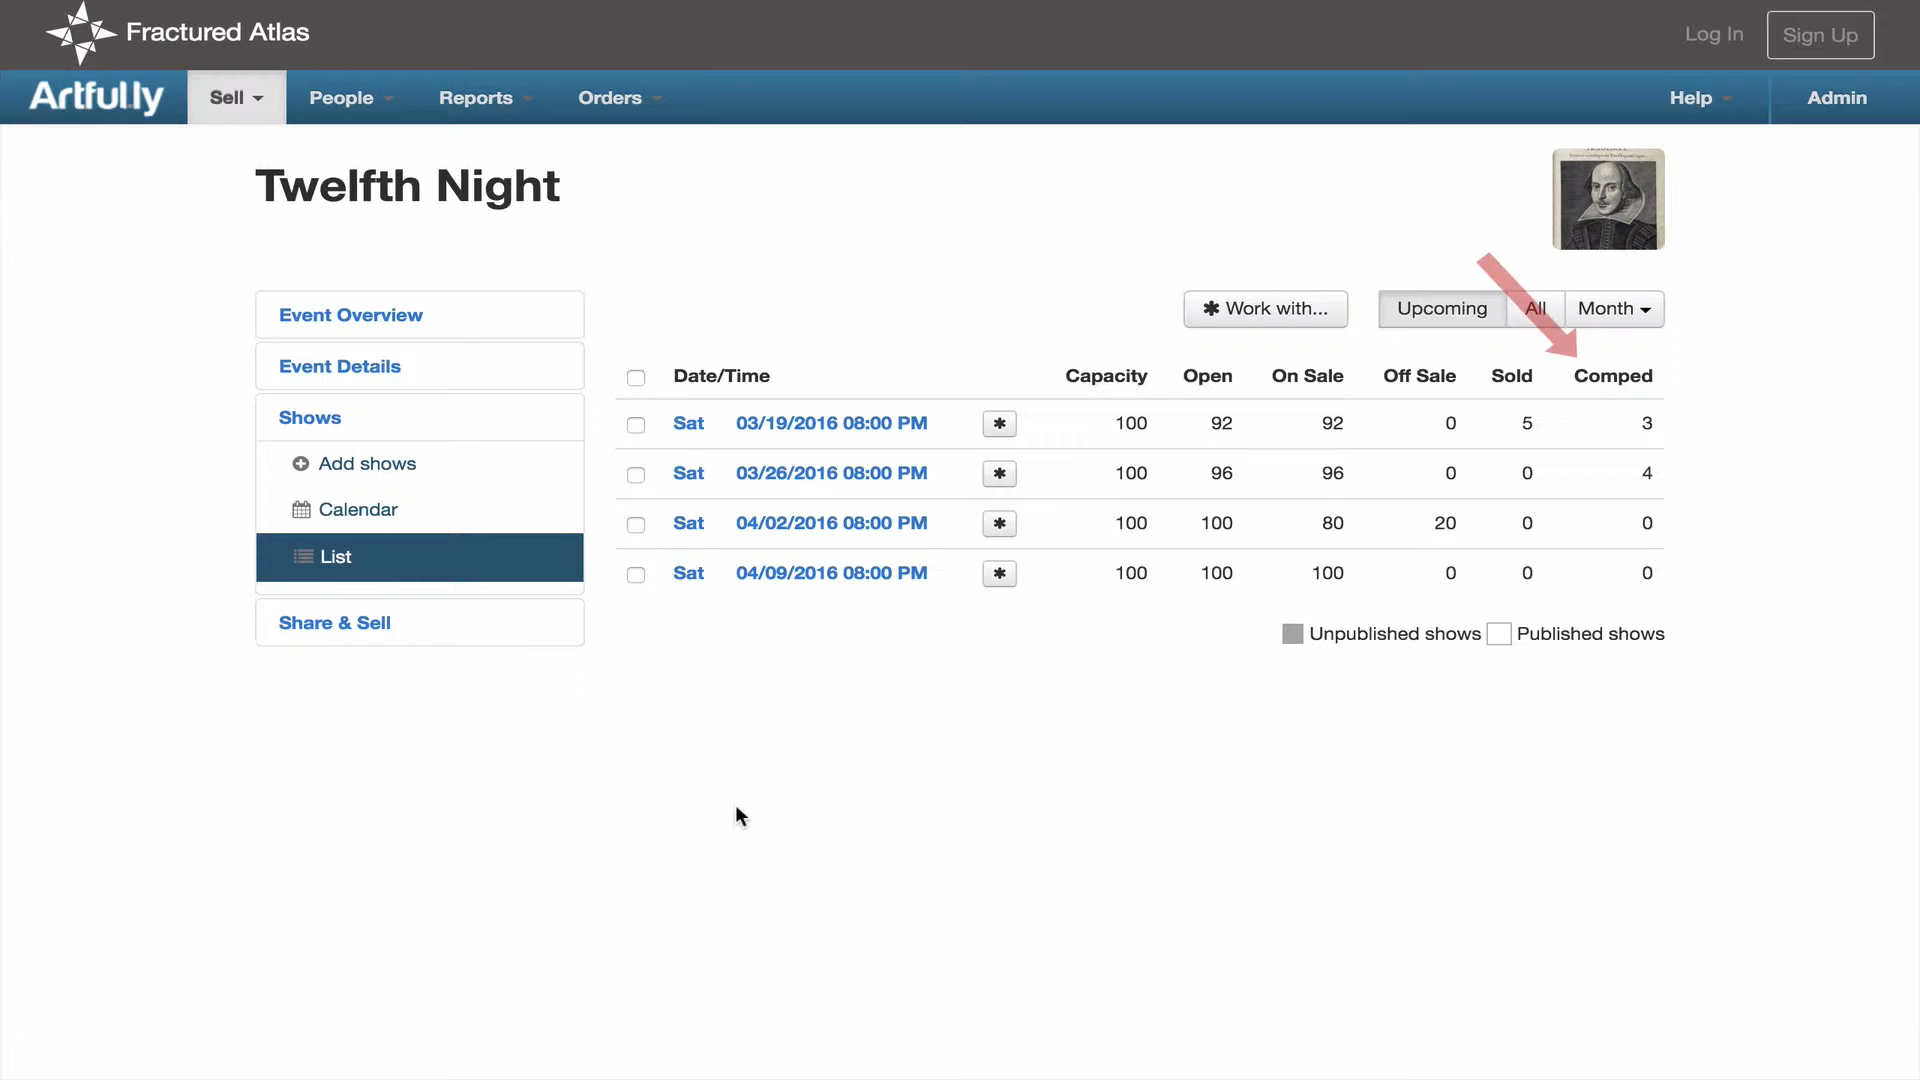 Fractured Atlas
Log In
Sign Up
Artful.ly
Sell
People
Reports
Orders
Help
Admin
Twelfth Night
Event Overview
Event Details
Shows
Add shows
Calendar
List
Share & Sell
✱ Work with...
Upcoming
All
Month
Date/Time Capacity Open On Sale Off Sale Sold Comped
Sat 03/19/2016 08:00 PM ✱ 100 92 92 0 5 3
Sat 03/26/2016 08:00 PM ✱ 100 96 96 0 0 4
Sat 04/02/2016 08:00 PM ✱ 100 100 80 20 0 0
Sat 04/09/2016 08:00 PM ✱ 100 100 100 0 0 0
Unpublished shows Published shows